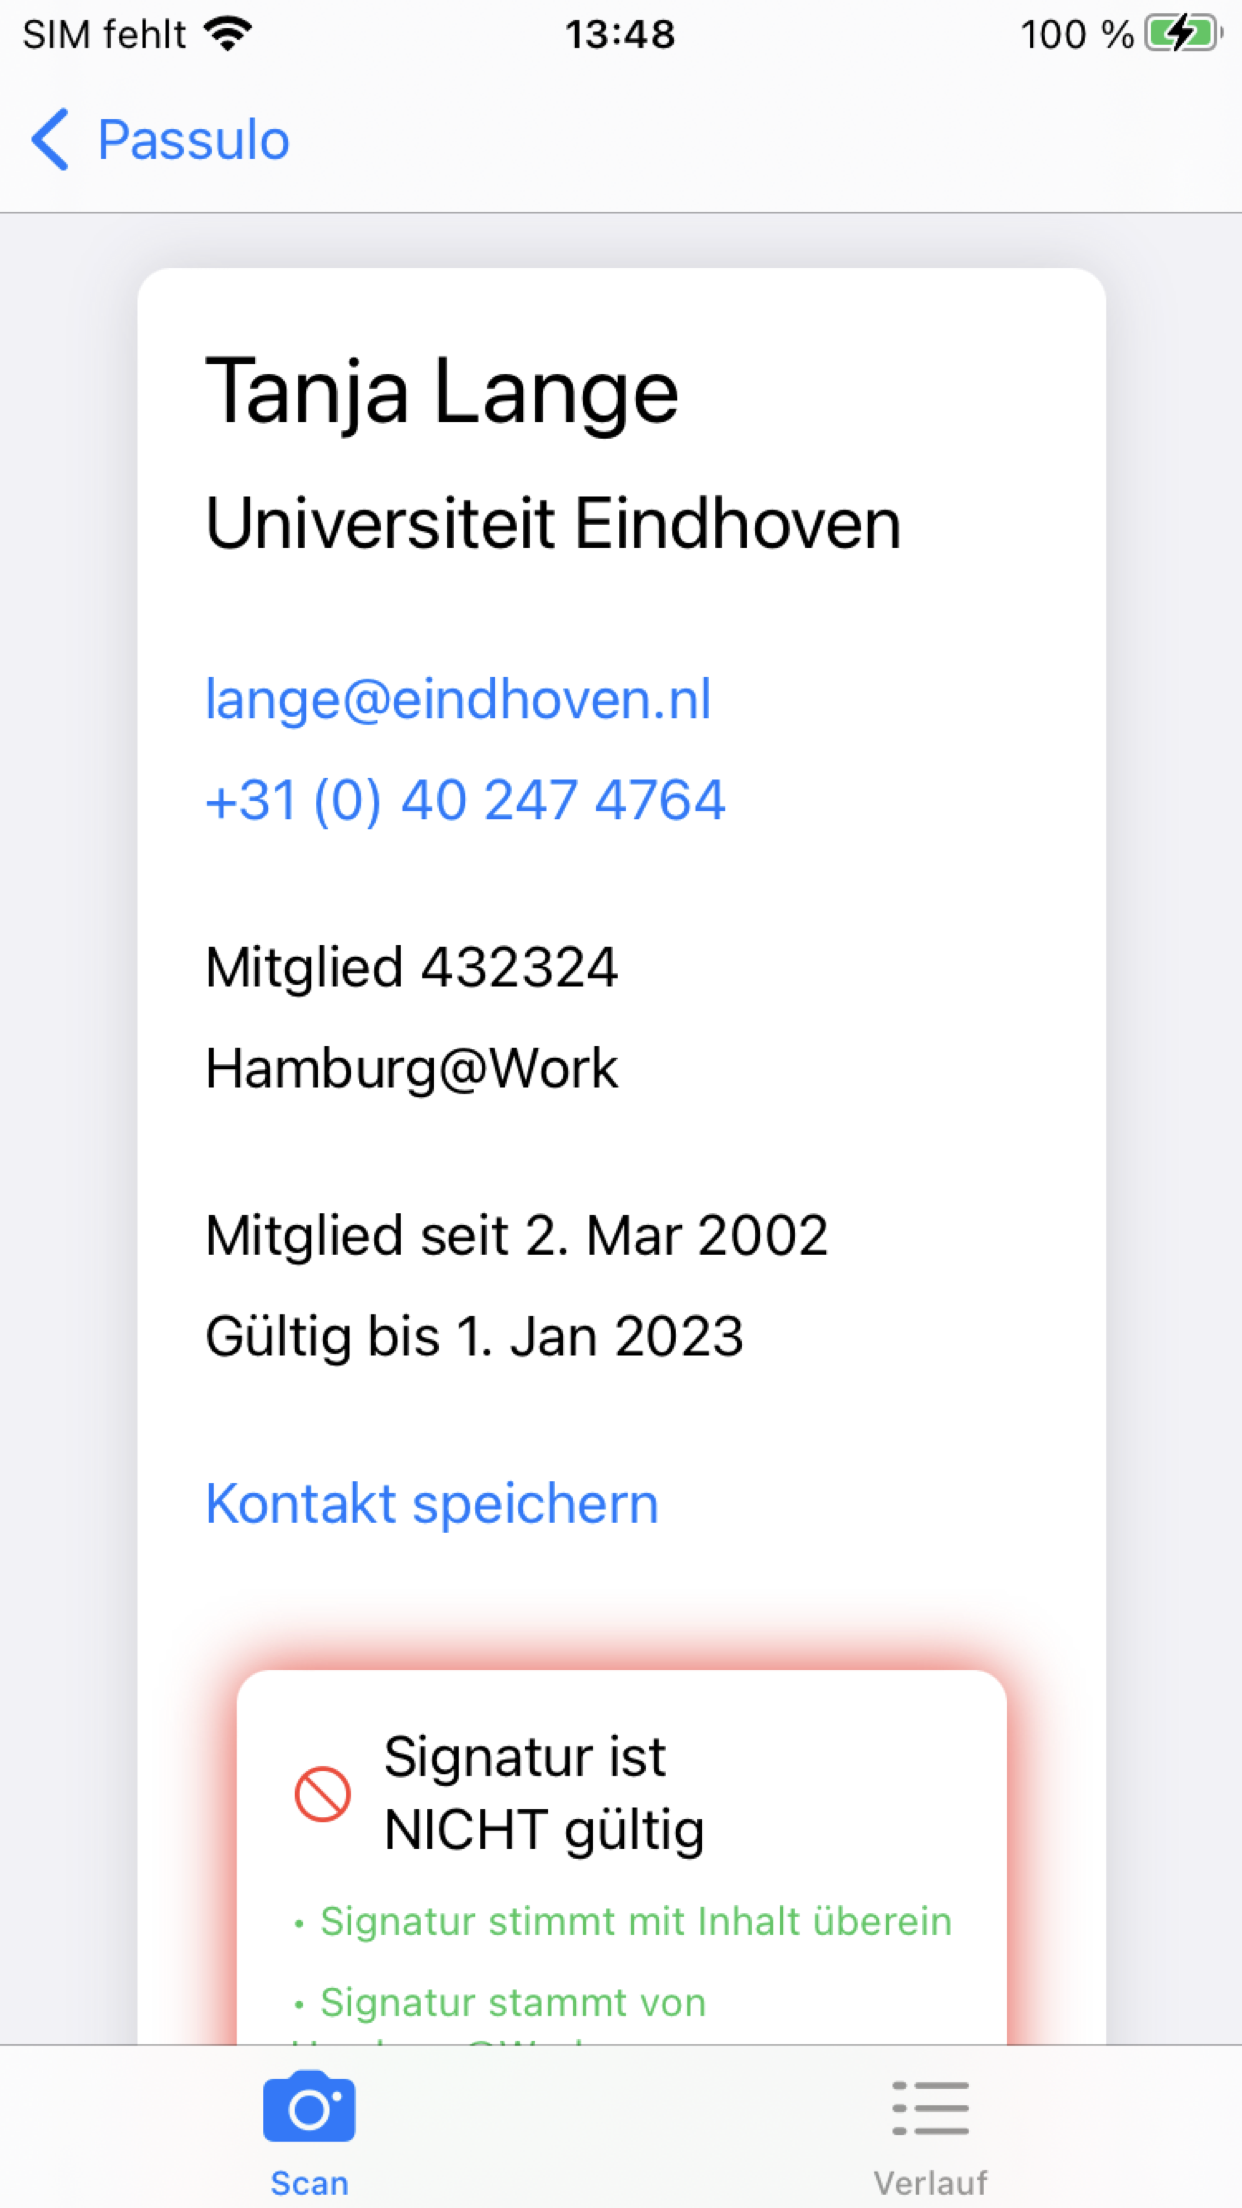 SIM fehlt
13:48
100 %
Passulo
Tanja Lange
Universiteit Eindhoven
lange@eindhoven.nl
+31 (0) 40 247 4764
Mitglied 432324
Hamburg@Work
Mitglied seit 2. Mar 2002
Gültig bis 1. Jan 2023
Kontakt speichern
Signatur ist
NICHT gültig
• Signatur stimmt mit Inhalt überein
• Signatur stammt von
Scan
Verlauf